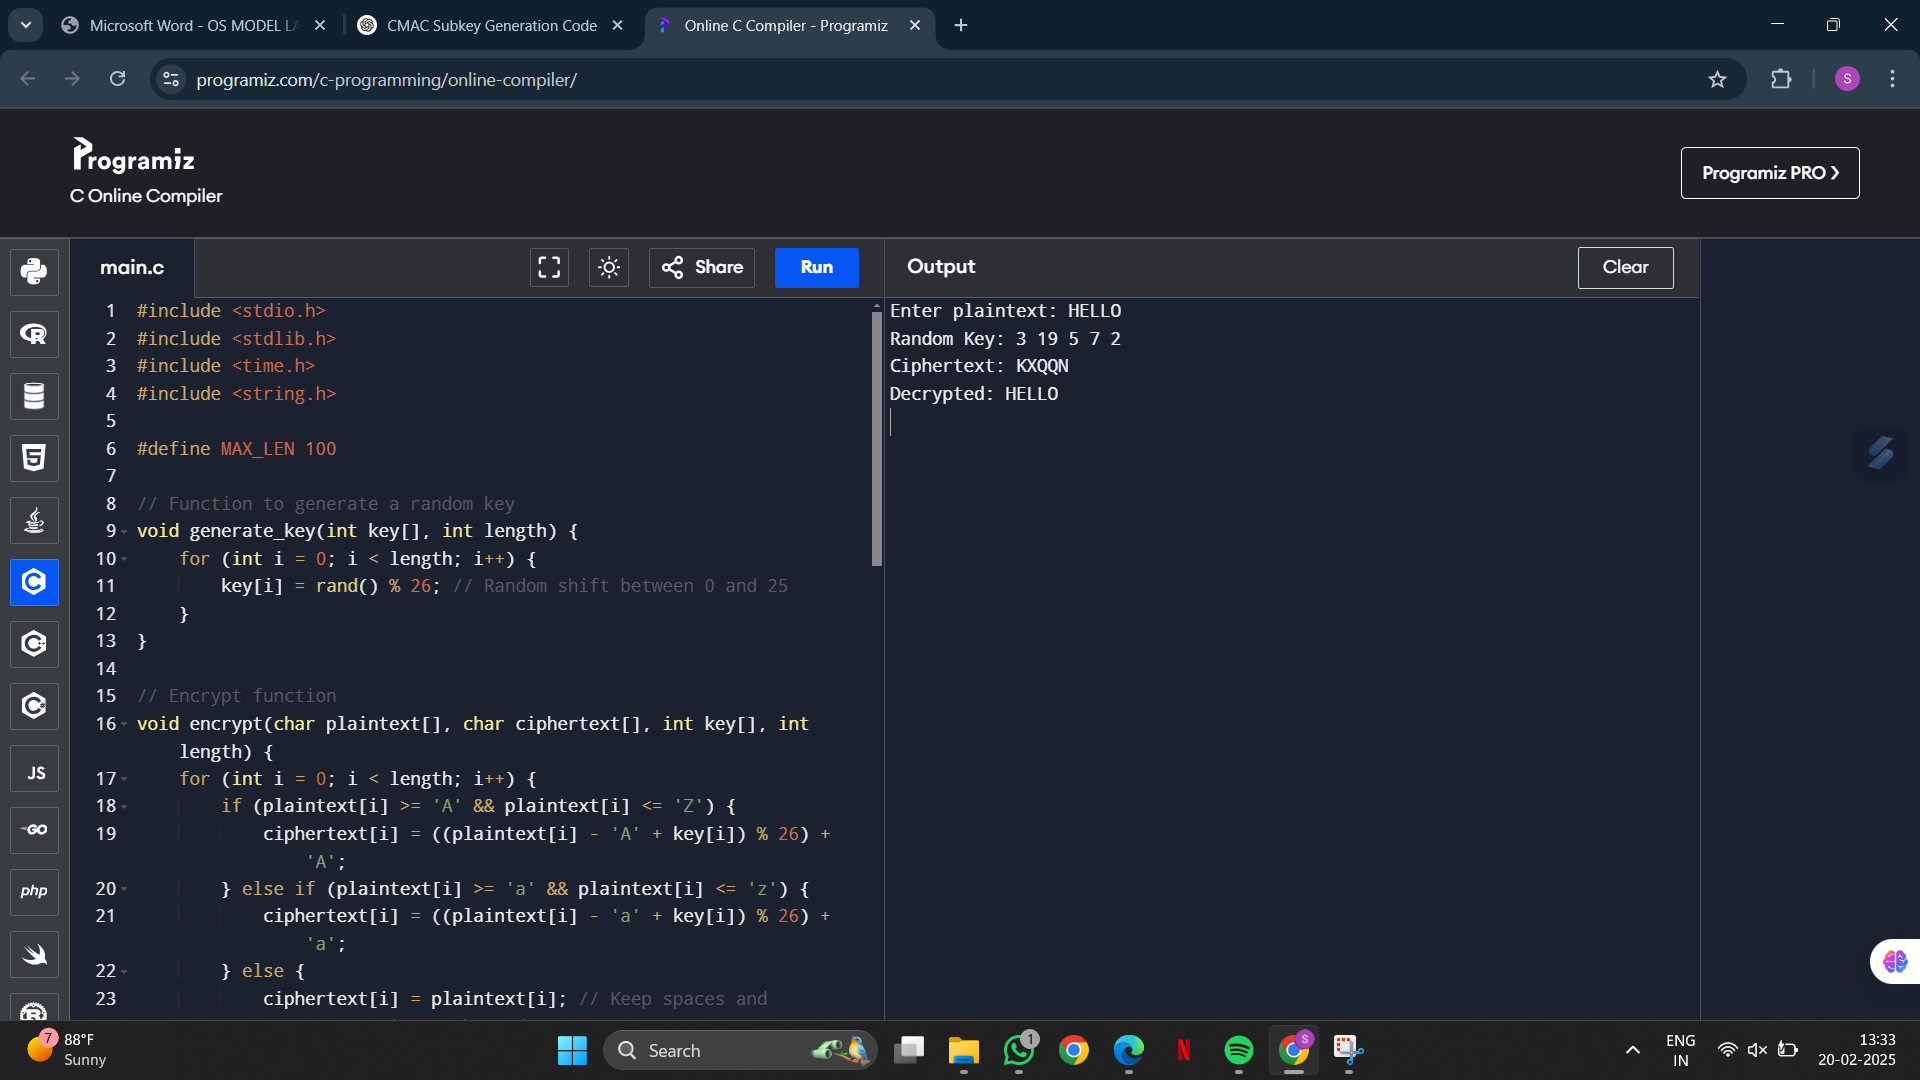 Microsoft Word - OS MODEL LA
CMAC Subkey Generation Code
Online C Compiler - Programiz
programiz.com/c-programming/online-compiler/
S
Programiz
C Online Compiler
Programiz PRO
main.c
Share
Run
Output
Clear
1 #include <stdio.h>
2 #include <stdlib.h>
3 #include <time.h>
4 #include <string.h>
5
6 #define MAX_LEN 100
7
8 // Function to generate a random key
9 void generate_key(int key[], int length) {
10 for (int i = 0; i < length; i++) {
11 key[i] = rand() % 26; // Random shift between 0 and 25
12 }
13 }
14
15 // Encrypt function
16 void encrypt(char plaintext[], char ciphertext[], int key[], int
length) {
17 for (int i = 0; i < length; i++) {
18 if (plaintext[i] >= 'A' && plaintext[i] <= 'Z') {
19 ciphertext[i] = ((plaintext[i] - 'A' + key[i]) % 26) +
'A';
20 } else if (plaintext[i] >= 'a' && plaintext[i] <= 'z') {
21 ciphertext[i] = ((plaintext[i] - 'a' + key[i]) % 26) +
'a';
22 } else {
23 ciphertext[i] = plaintext[i]; // Keep spaces and
Enter plaintext: HELLO
Random Key: 3 19 5 7 2
Ciphertext: KXQQN
Decrypted: HELLO
R
C
JS
GO
php
7
88°F
Sunny
Search
1
N
S
ENG
IN
13:33
20-02-2025